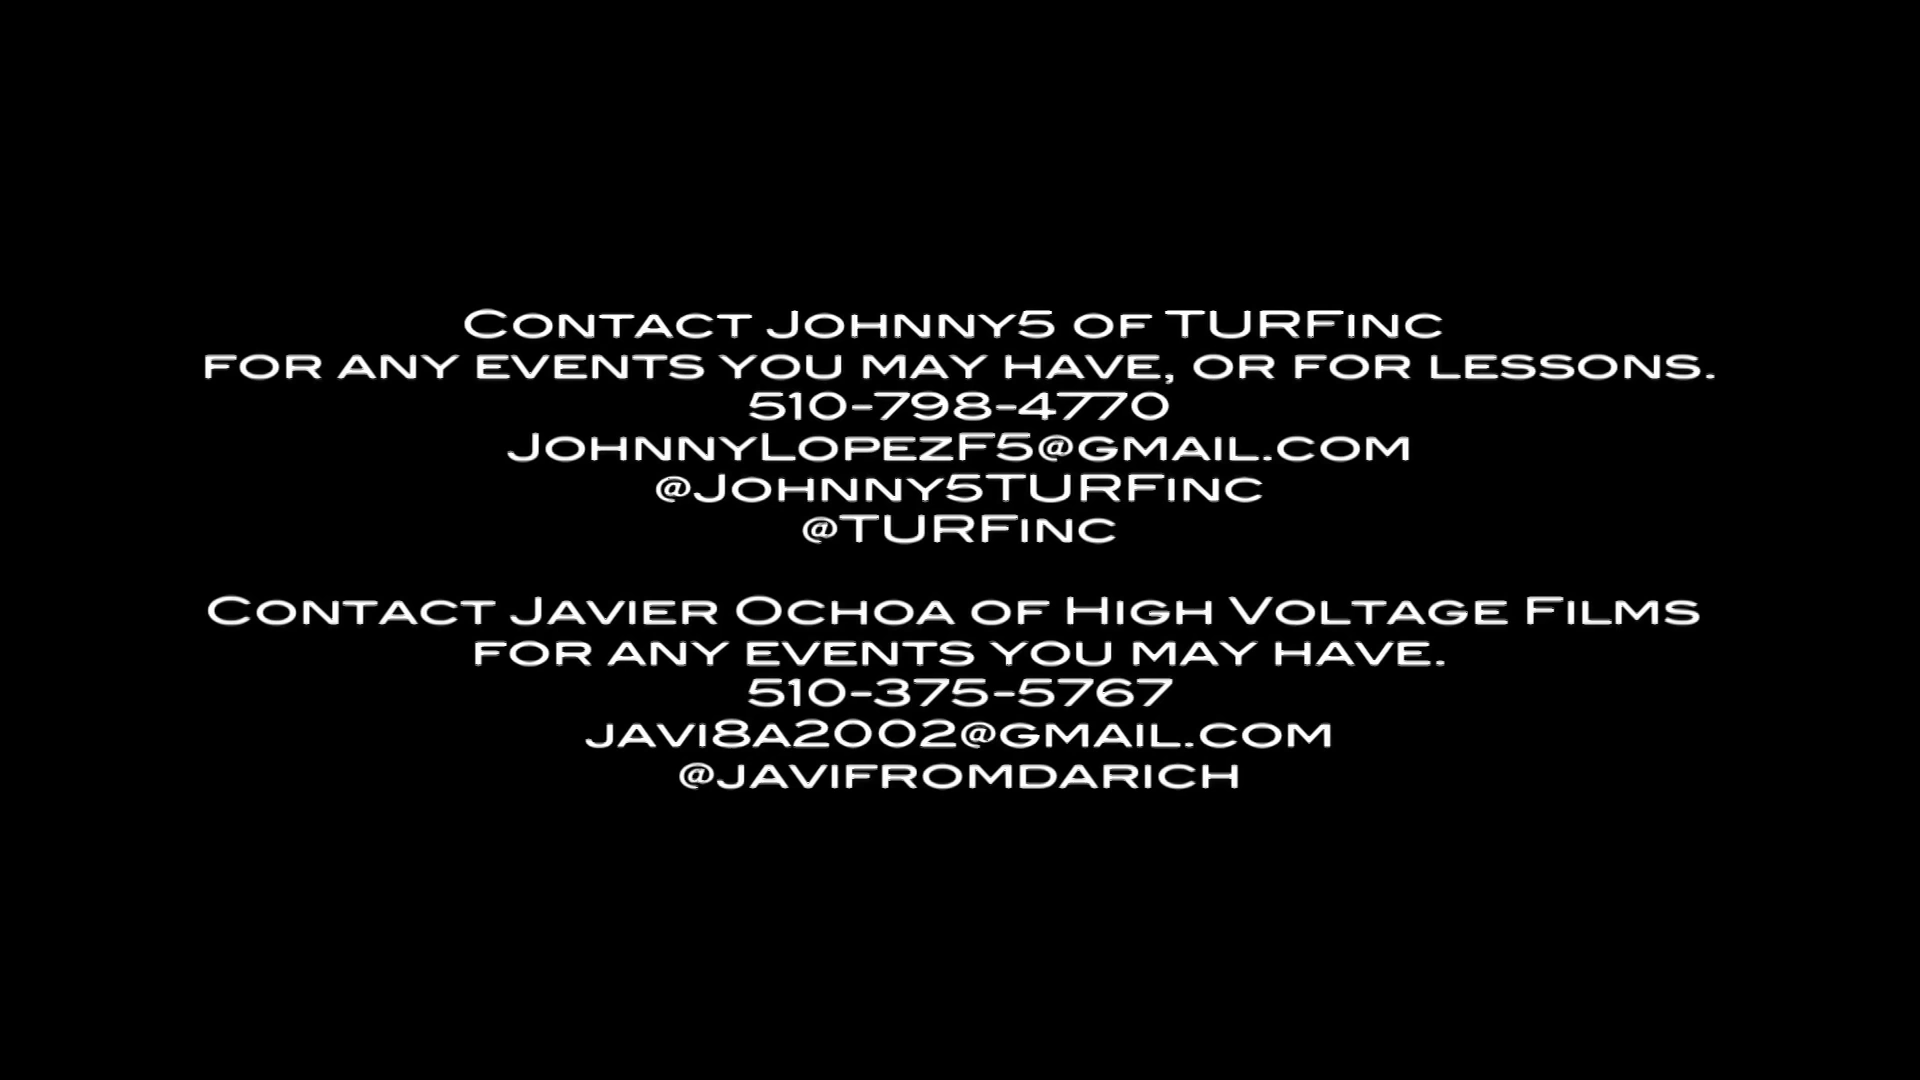 Contact Johnny5 of TURFinc
for any events you may have, or for lessons.
510-798-4770
JohnnyLopezF5@gmail.com
@Johnny5TURFinc
@TURFinc
Contact Javier Ochoa of High Voltage Films
for any events you may have.
510-375-5767
javi8a2002@gmail.com
@javifromdarich